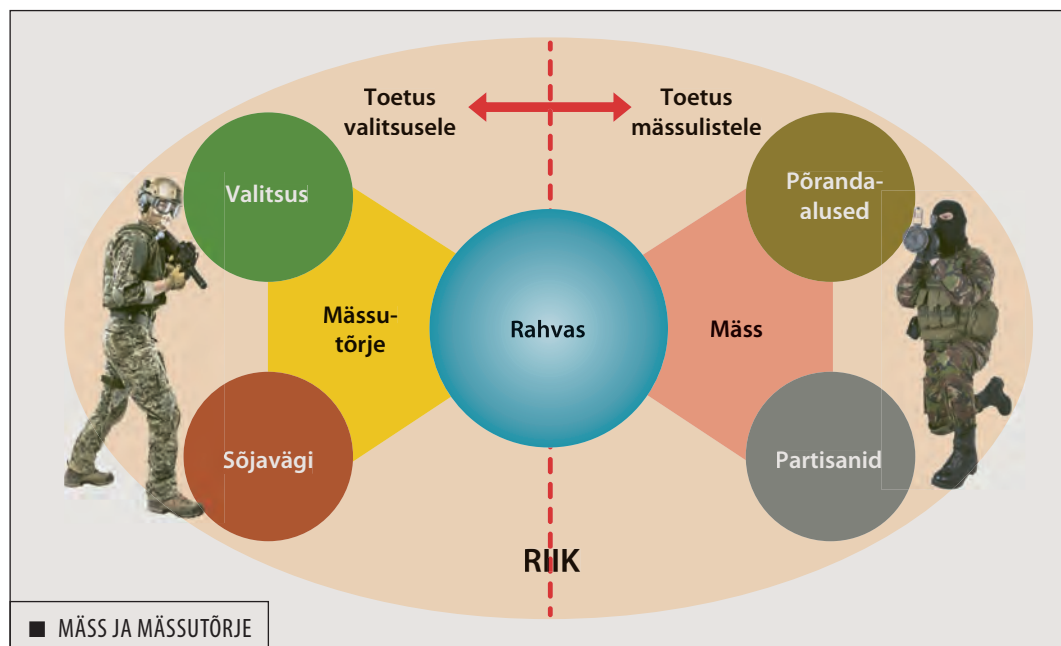 Toetus
valitsusele
Toetus
mässulistele
Valitsus
Põranda-
alused
Mässu-
tõrje
Rahvas
Mäss
Sõjavägi
Partisanid
RIIK
■ MÄSS JA MÄSSUTÕRJE